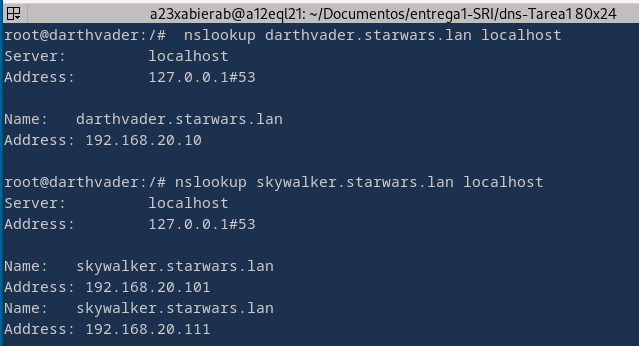 a23xabierab@a12eql21: ~/Documentos/entrega1-SRI/dns-Tarea1 80x24
root@darthvader:/#  nslookup darthvader.starwars.lan localhost
Server:         localhost
Address:        127.0.0.1#53
Name:   darthvader.starwars.lan
Address: 192.168.20.10
root@darthvader:/# nslookup skywalker.starwars.lan localhost
Server:         localhost
Address:        127.0.0.1#53
Name:   skywalker.starwars.lan
Address: 192.168.20.101
Name:   skywalker.starwars.lan
Address: 192.168.20.111